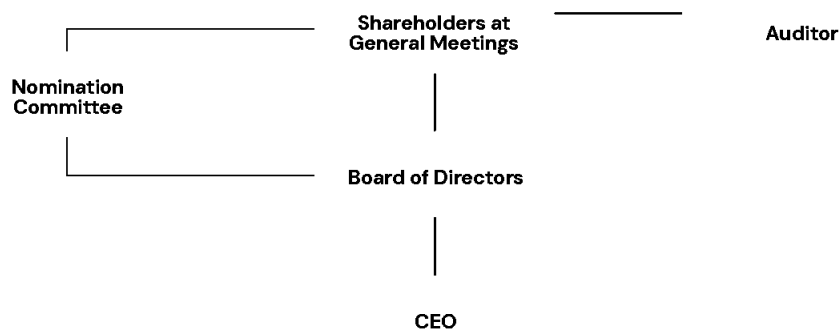 Shareholders at
General Meetings
Auditor
Nomination
Committee
Board of Directors
CEO